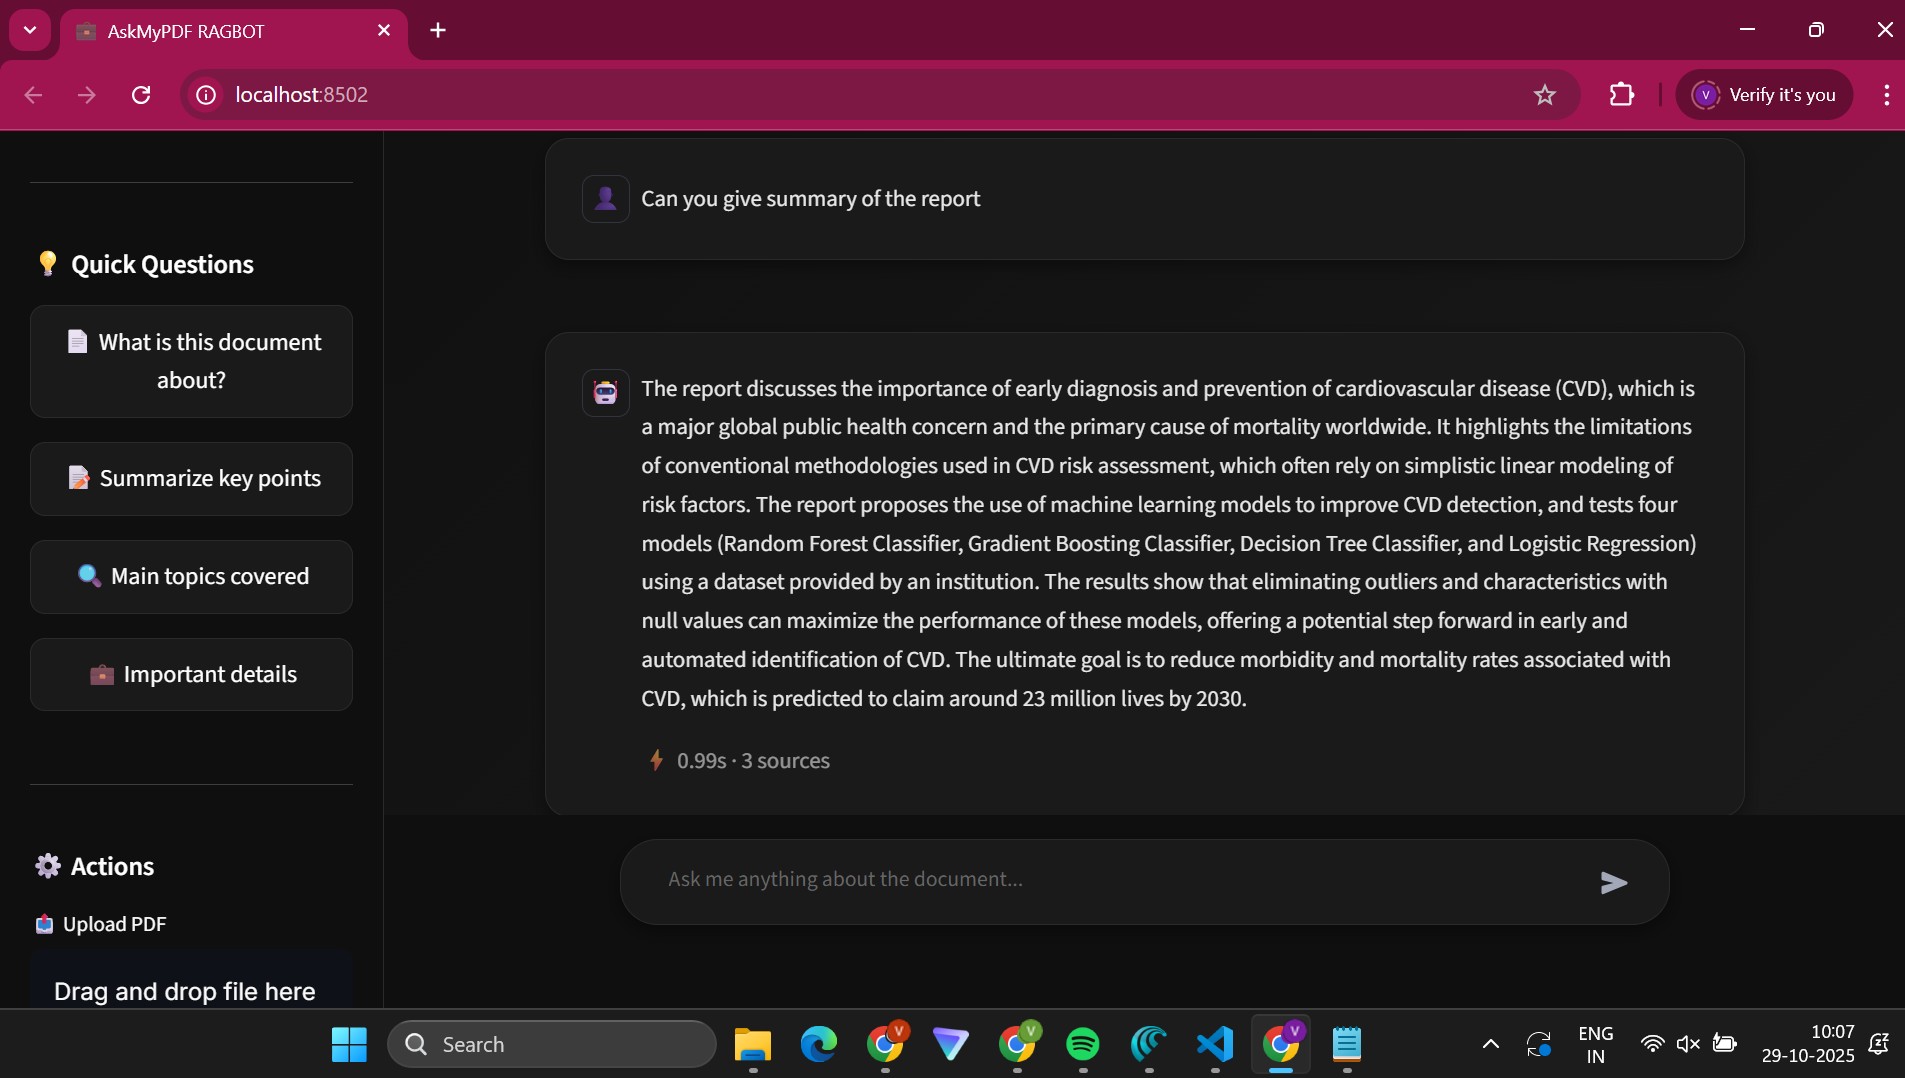 AskMyPDF RAGBOT
localhost:8502
V
Verify it's you
Quick Questions
What is this document
about?
Summarize key points
Main topics covered
Important details
Actions
Upload PDF
Drag and drop file here
Can you give summary of the report
The report discusses the importance of early diagnosis and prevention of cardiovascular disease (CVD), which is
a major global public health concern and the primary cause of mortality worldwide. It highlights the limitations
of conventional methodologies used in CVD risk assessment, which often rely on simplistic linear modeling of
risk factors. The report proposes the use of machine learning models to improve CVD detection, and tests four
models (Random Forest Classifier, Gradient Boosting Classifier, Decision Tree Classifier, and Logistic Regression)
using a dataset provided by an institution. The results show that eliminating outliers and characteristics with
null values can maximize the performance of these models, offering a potential step forward in early and
automated identification of CVD. The ultimate goal is to reduce morbidity and mortality rates associated with
CVD, which is predicted to claim around 23 million lives by 2030.
0.99s · 3 sources
Ask me anything about the document...
Search
V
V
V
ENG
IN
10:07
29-10-2025